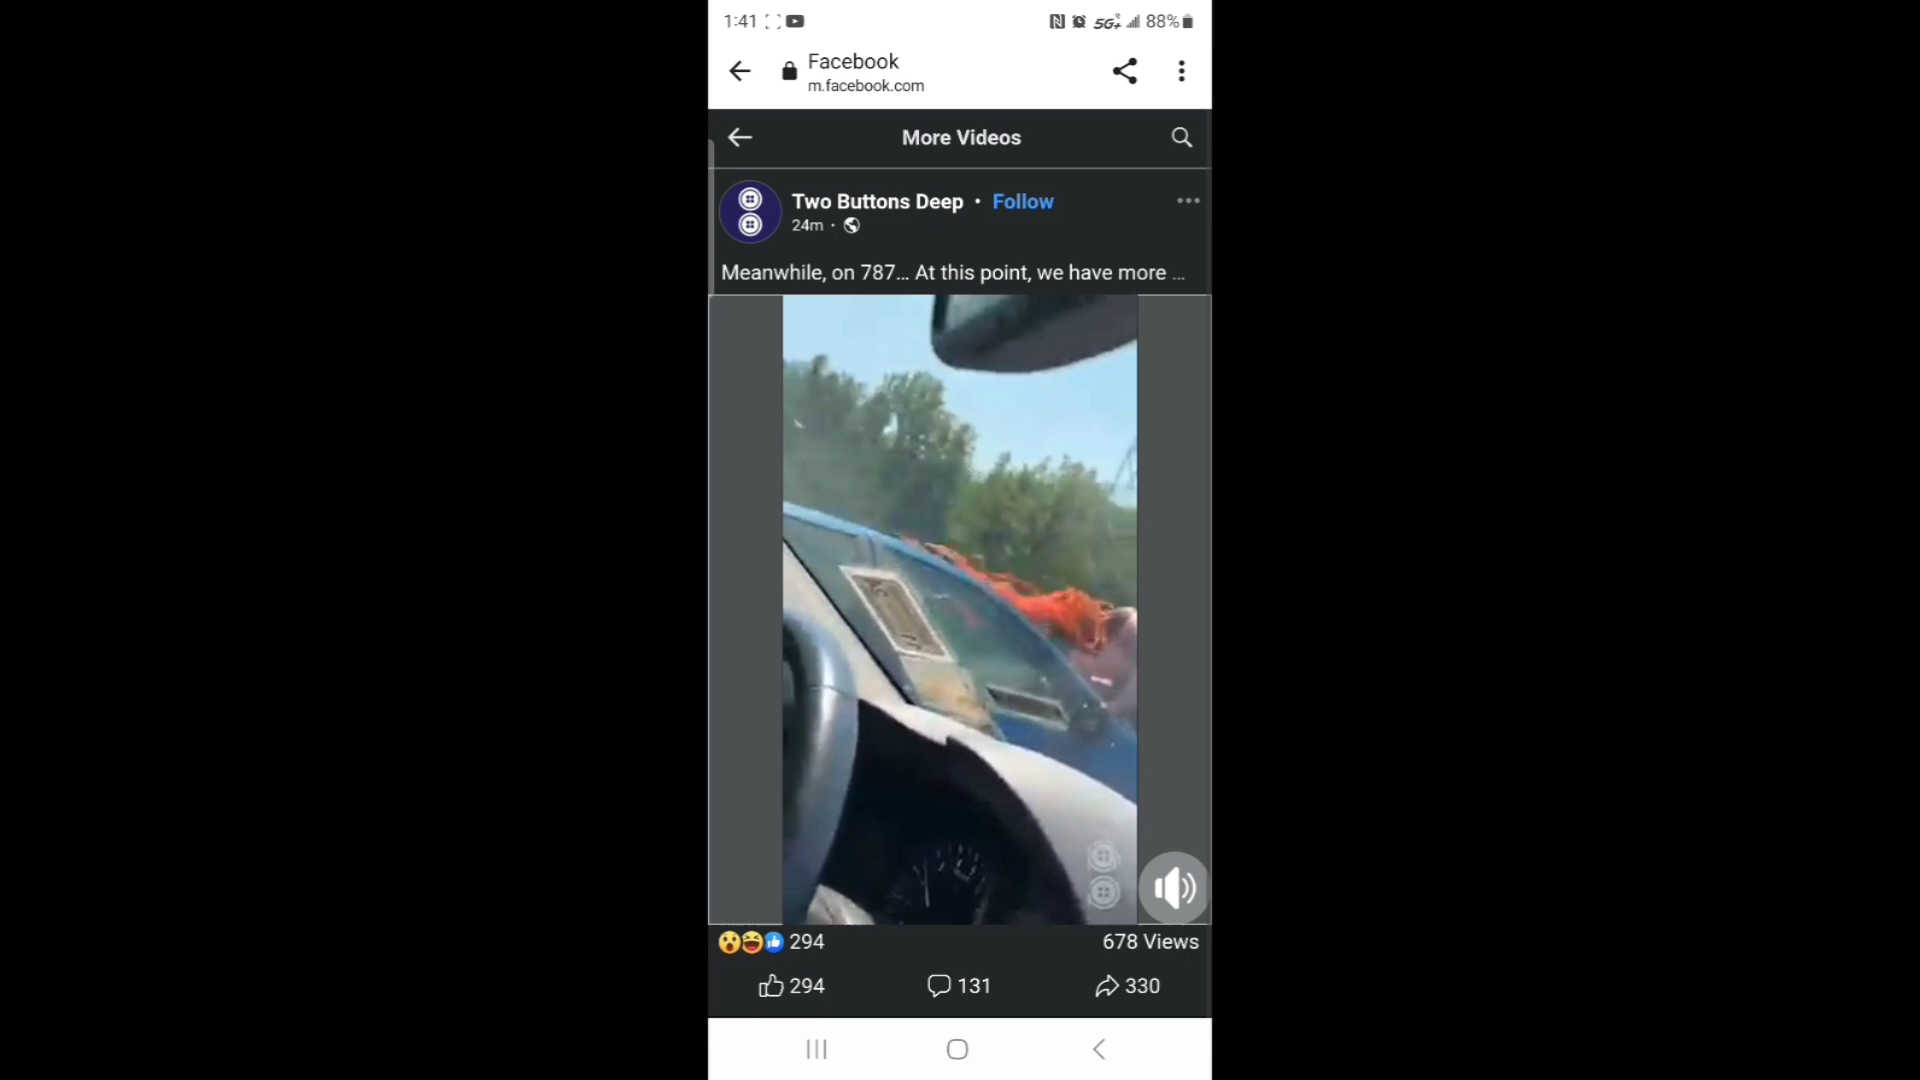 1:41
5G+ 88%
Facebook
m.facebook.com
More Videos
Two Buttons Deep • Follow
24m ·
Meanwhile, on 787... At this point, we have more ...
294
678 Views
294
131
330